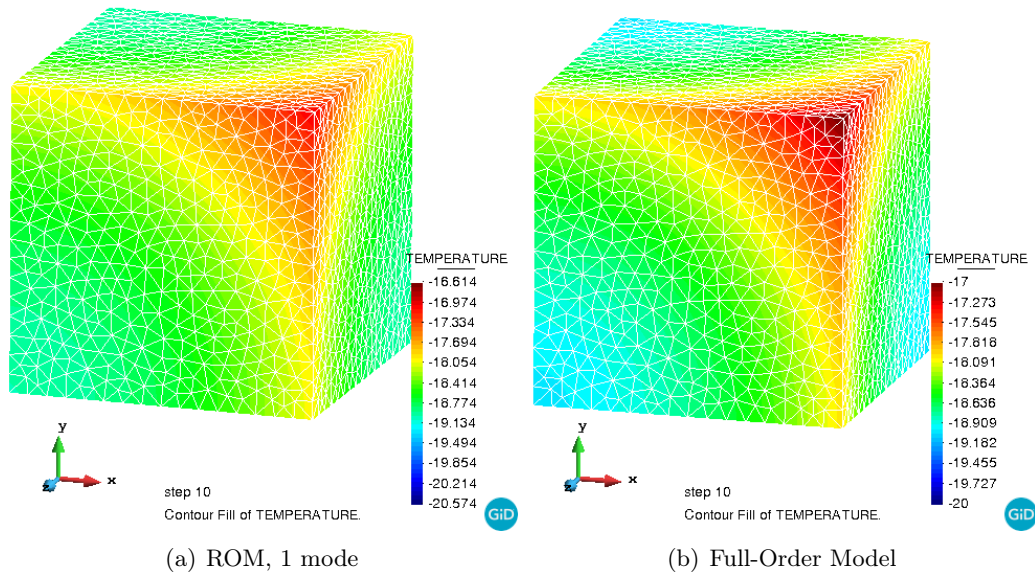 TEMPERATURE
-16.614
-16.974
-17.334
-17.694
-18.054
-18.414
-18.774
-19.134
-19.494
-19.854
-20.214
-20.574
y
z
x
step 10
Contour Fill of TEMPERATURE.
GiD
(a) ROM, 1 mode
TEMPERATURE
-17
-17.273
-17.545
-17.818
-18.091
-18.364
-18.636
-18.909
-19.182
-19.455
-19.727
-20
y
z
x
step 10
Contour Fill of TEMPERATURE.
GiD
(b) Full-Order Model